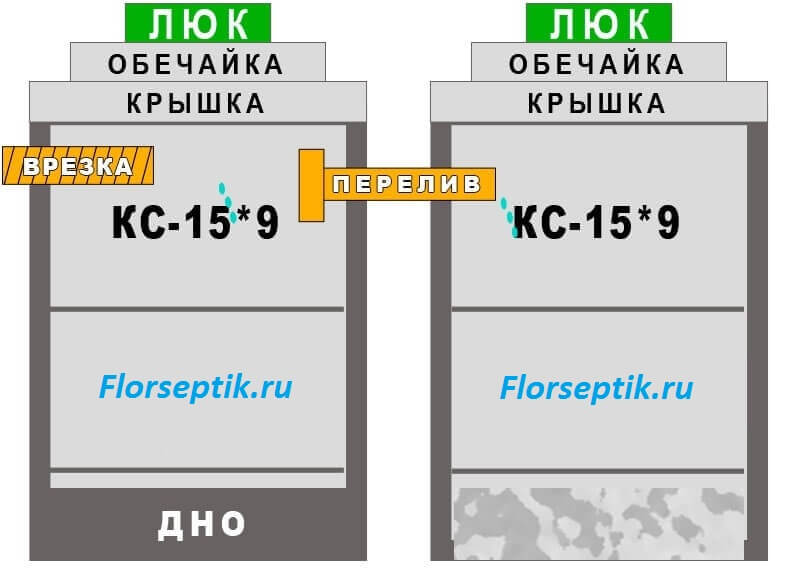 ЛЮК
ОБЕЧАЙКА
КРЫШКА
ВРЕЗКА
КС-15*9
Florseptik.ru
ДНО
ПЕРЕЛИВ
ЛЮК
ОБЕЧАЙКА
КРЫШКА
КС-15*9
Florseptik.ru